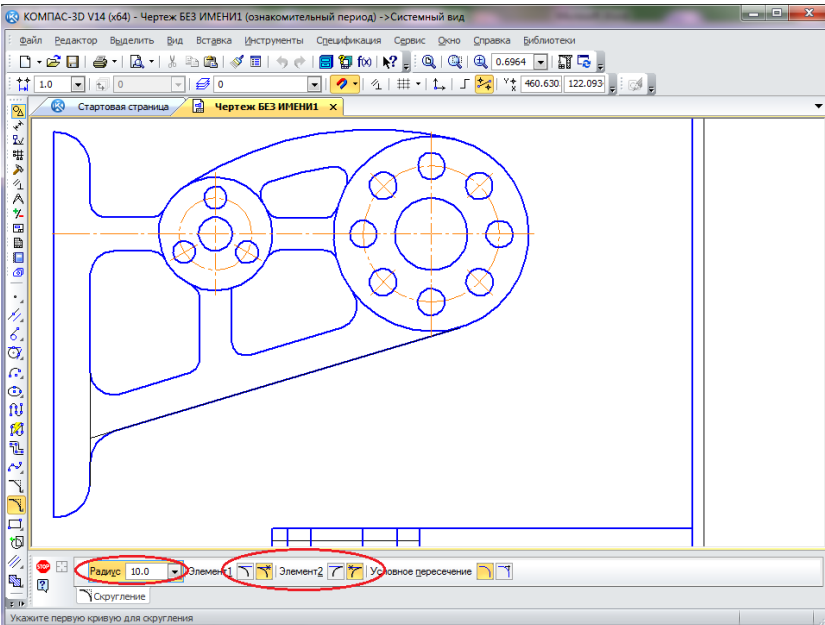 КОМПАС-3D V14 (x64) - Чертеж БЕЗ ИМЕНИ1 (ознакомительный период) ->Системный вид
Файл Редактор Выделить Вид Вставка Инструменты Спецификация Сервис Окно Справка Библиотеки
f(x) 0.6964
1.0 0 0 460.630 122.093
Стартовая страница Чертеж БЕЗ ИМЕНИ1 x
STOP Радиус 10.0 Элемент1 Элемент2 Условное пересечение
Скругление
Укажите первую кривую для скругления